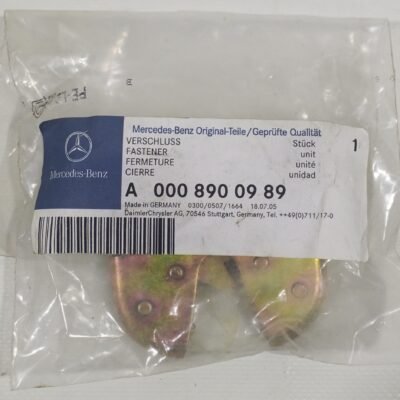 Mercedes-Benz
Mercedes-Benz Original-Teile/Geprüfte Qualität
VERSCHLUSS Stück 1
FASTENER unit
FERMETURE unité
CIERRE unidad
A 000 890 09 89
Made in GERMANY 0300/0507/1664 18.07.05
DaimlerChrysler AG, 70546 Stuttgart, Germany, Tel. ++49(0)711/17-0